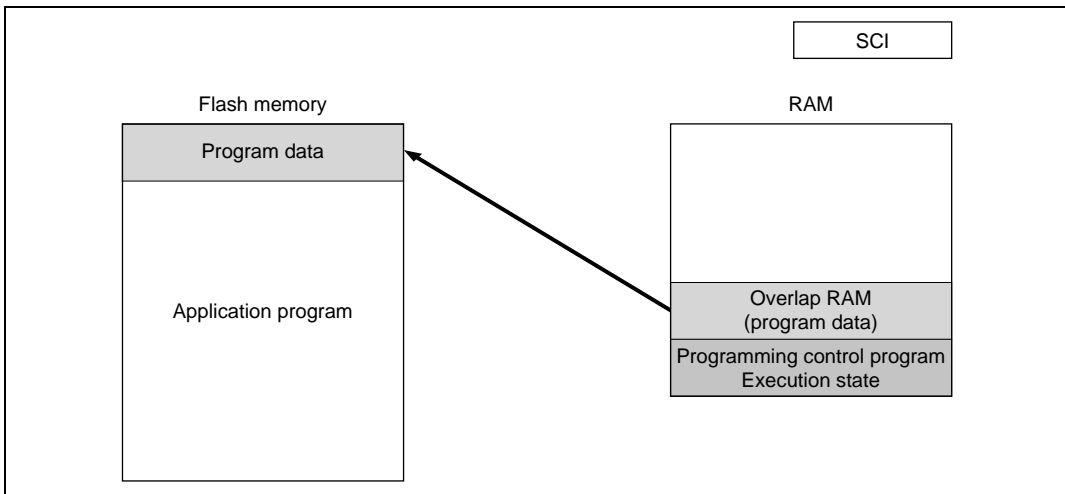 SCI
Flash memory
RAM
Program data
Application program
Overlap RAM
(program data)
Programming control program
Execution state